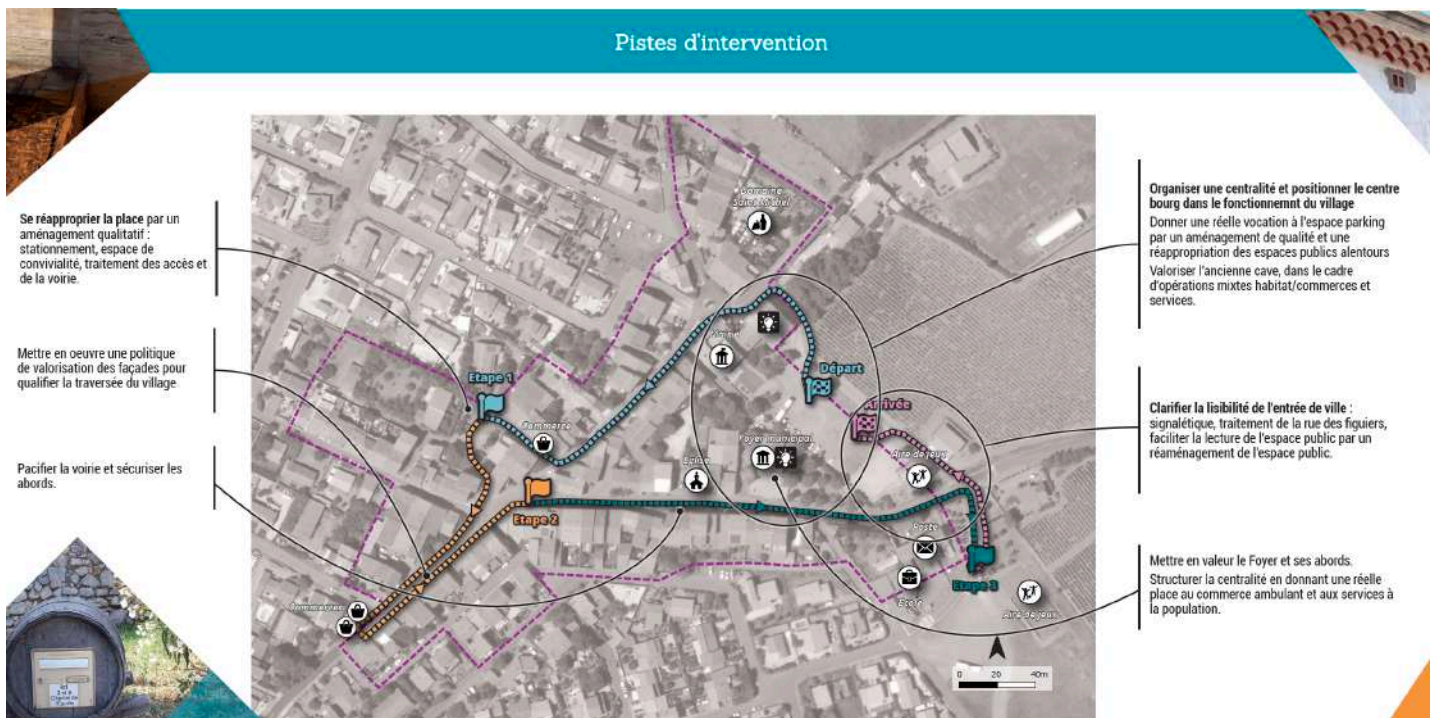 Pistes d'intervention
Se réapproprier la place par un
aménagement qualitatif :
stationnement, espace de
convivialité, traitement des accès et
de la voirie.
Mettre en oeuvre une politique
de valorisation des façades pour
qualifier la traversée du village
Pacifier la voirie et sécuriser les
abords.
Domaine
Saint Michel
Mairie
Départ
Etape 1
Arrivée
Commerce
Foyer municipal
Eglise
Aire de jeux
Etape 2
Poste
Etape 3
Ecole
Aire de jeux
Commerces
0 20 40m
Organiser une centralité et positionner le centre
bourg dans le fonctionnemnt du village
Donner une réelle vocation à l'espace parking
par un aménagement de qualité et une
réappropriation des espaces publics alentours
Valoriser l'ancienne cave, dans le cadre
d'opérations mixtes habitat/commerces et
services.
Clarifier la lisibilité de l'entrée de ville :
signalétique, traitement de la rue des figuiers,
faciliter la lecture de l'espace public par un
réaménagement de l'espace public.
Mettre en valeur le Foyer et ses abords.
Structurer la centralité en donnant une réelle
place au commerce ambulant et aux services à
la population.